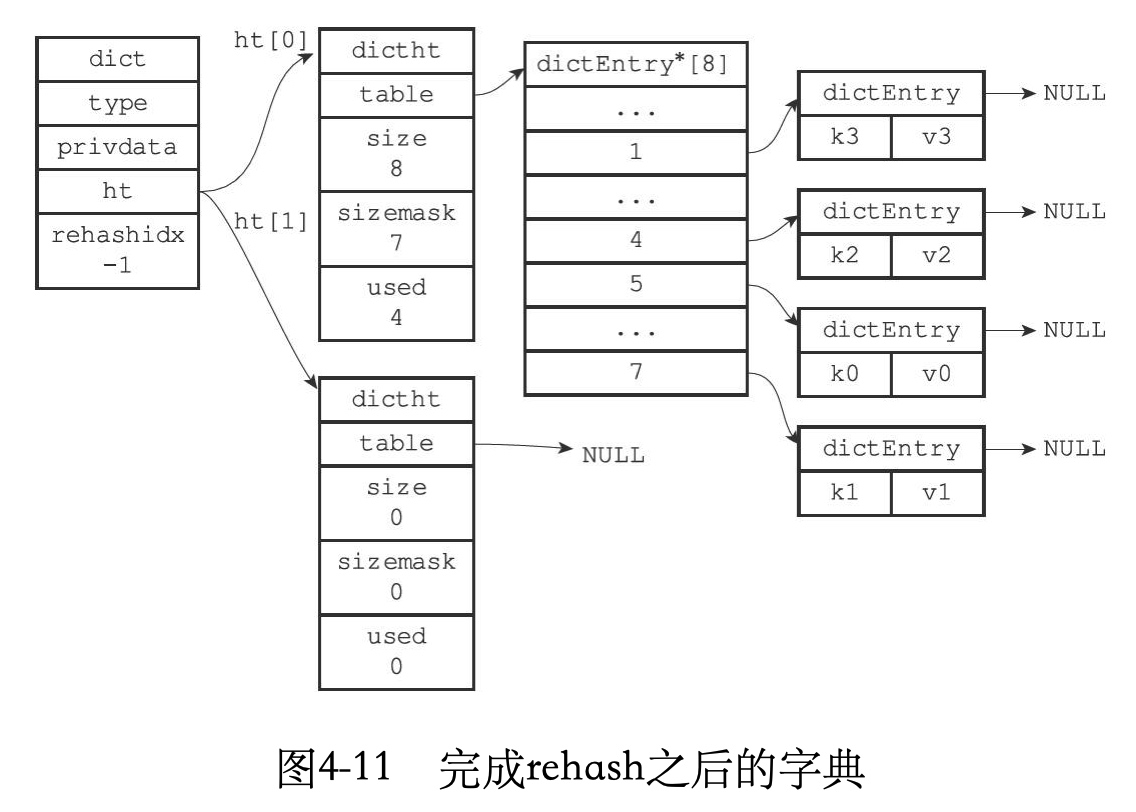 dict
type
privdata
ht
rehashidx
-1
ht[0]
ht[1]
dictht
table
size
8
sizemask
7
used
4
dictht
table
size
0
sizemask
0
used
0
NULL
dictEntry*[8]
...
1
...
4
5
...
7
dictEntry
k3 v3
NULL
dictEntry
k2 v2
NULL
dictEntry
k0 v0
NULL
dictEntry
k1 v1
NULL
图4-11 完成rehash之后的字典